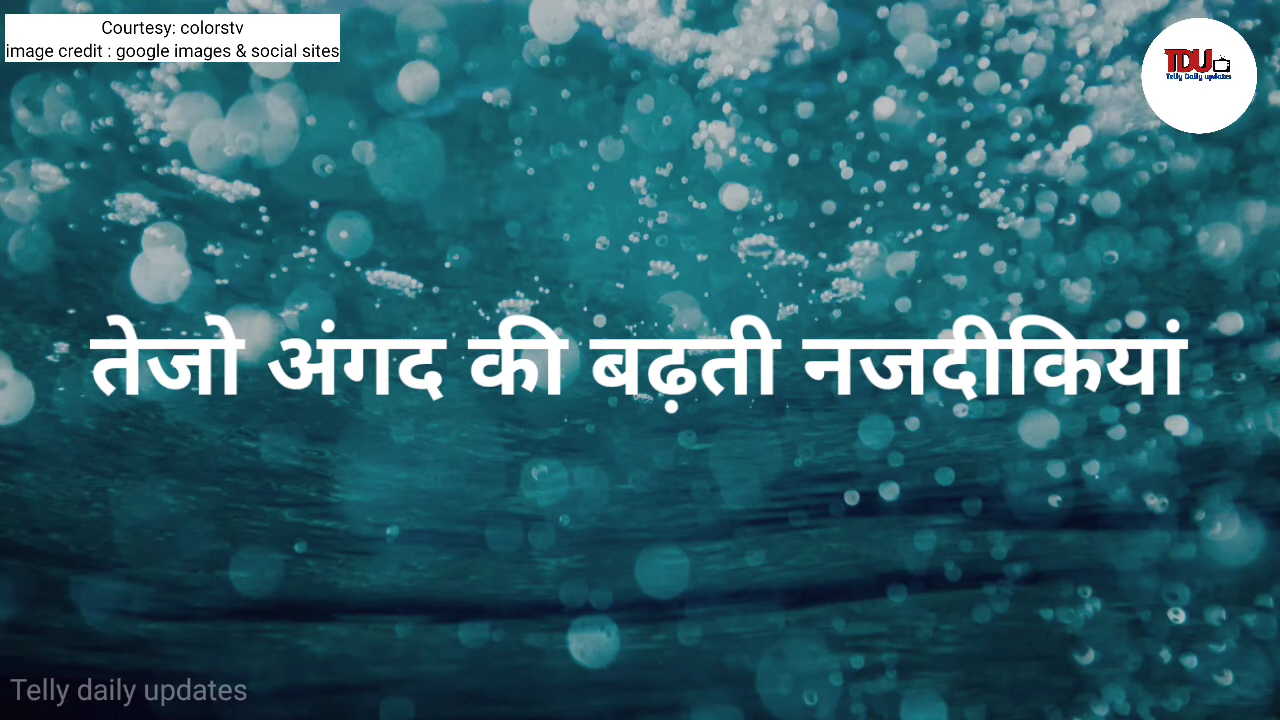 Courtesy: colorstv
image credit : google images & social sites
TDU
Telly Daily updates
तेजो अंगद की बढ़ती नजदीकियां
Telly daily updates